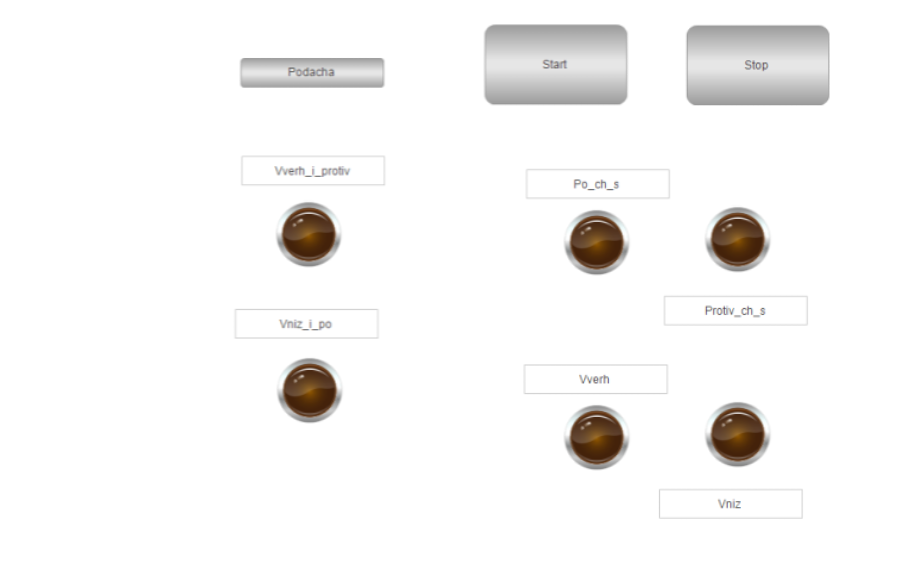 Podacha
Start
Stop
Vverh_i_protiv
Po_ch_s
Protiv_ch_s
Vniz_i_po
Vverh
Vniz